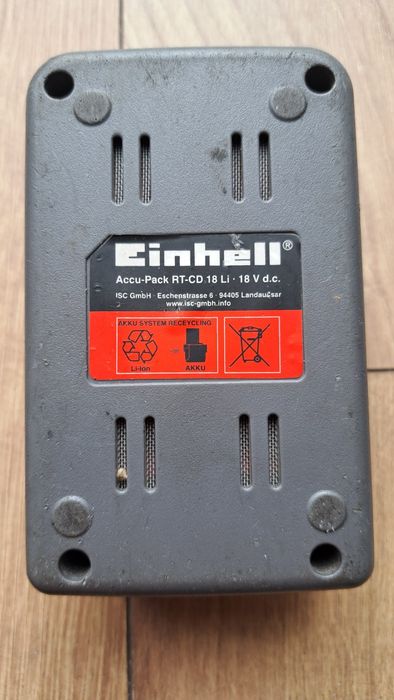 Einhell®
Accu-Pack RT-CD 18 Li · 18 V d.c.
ISC GmbH · Eschenstrasse 6 · 94405 Landau/Isar
www.isc-gmbh.info
AKKU SYSTEM RECEYCLING
Li-Ion
AKKU